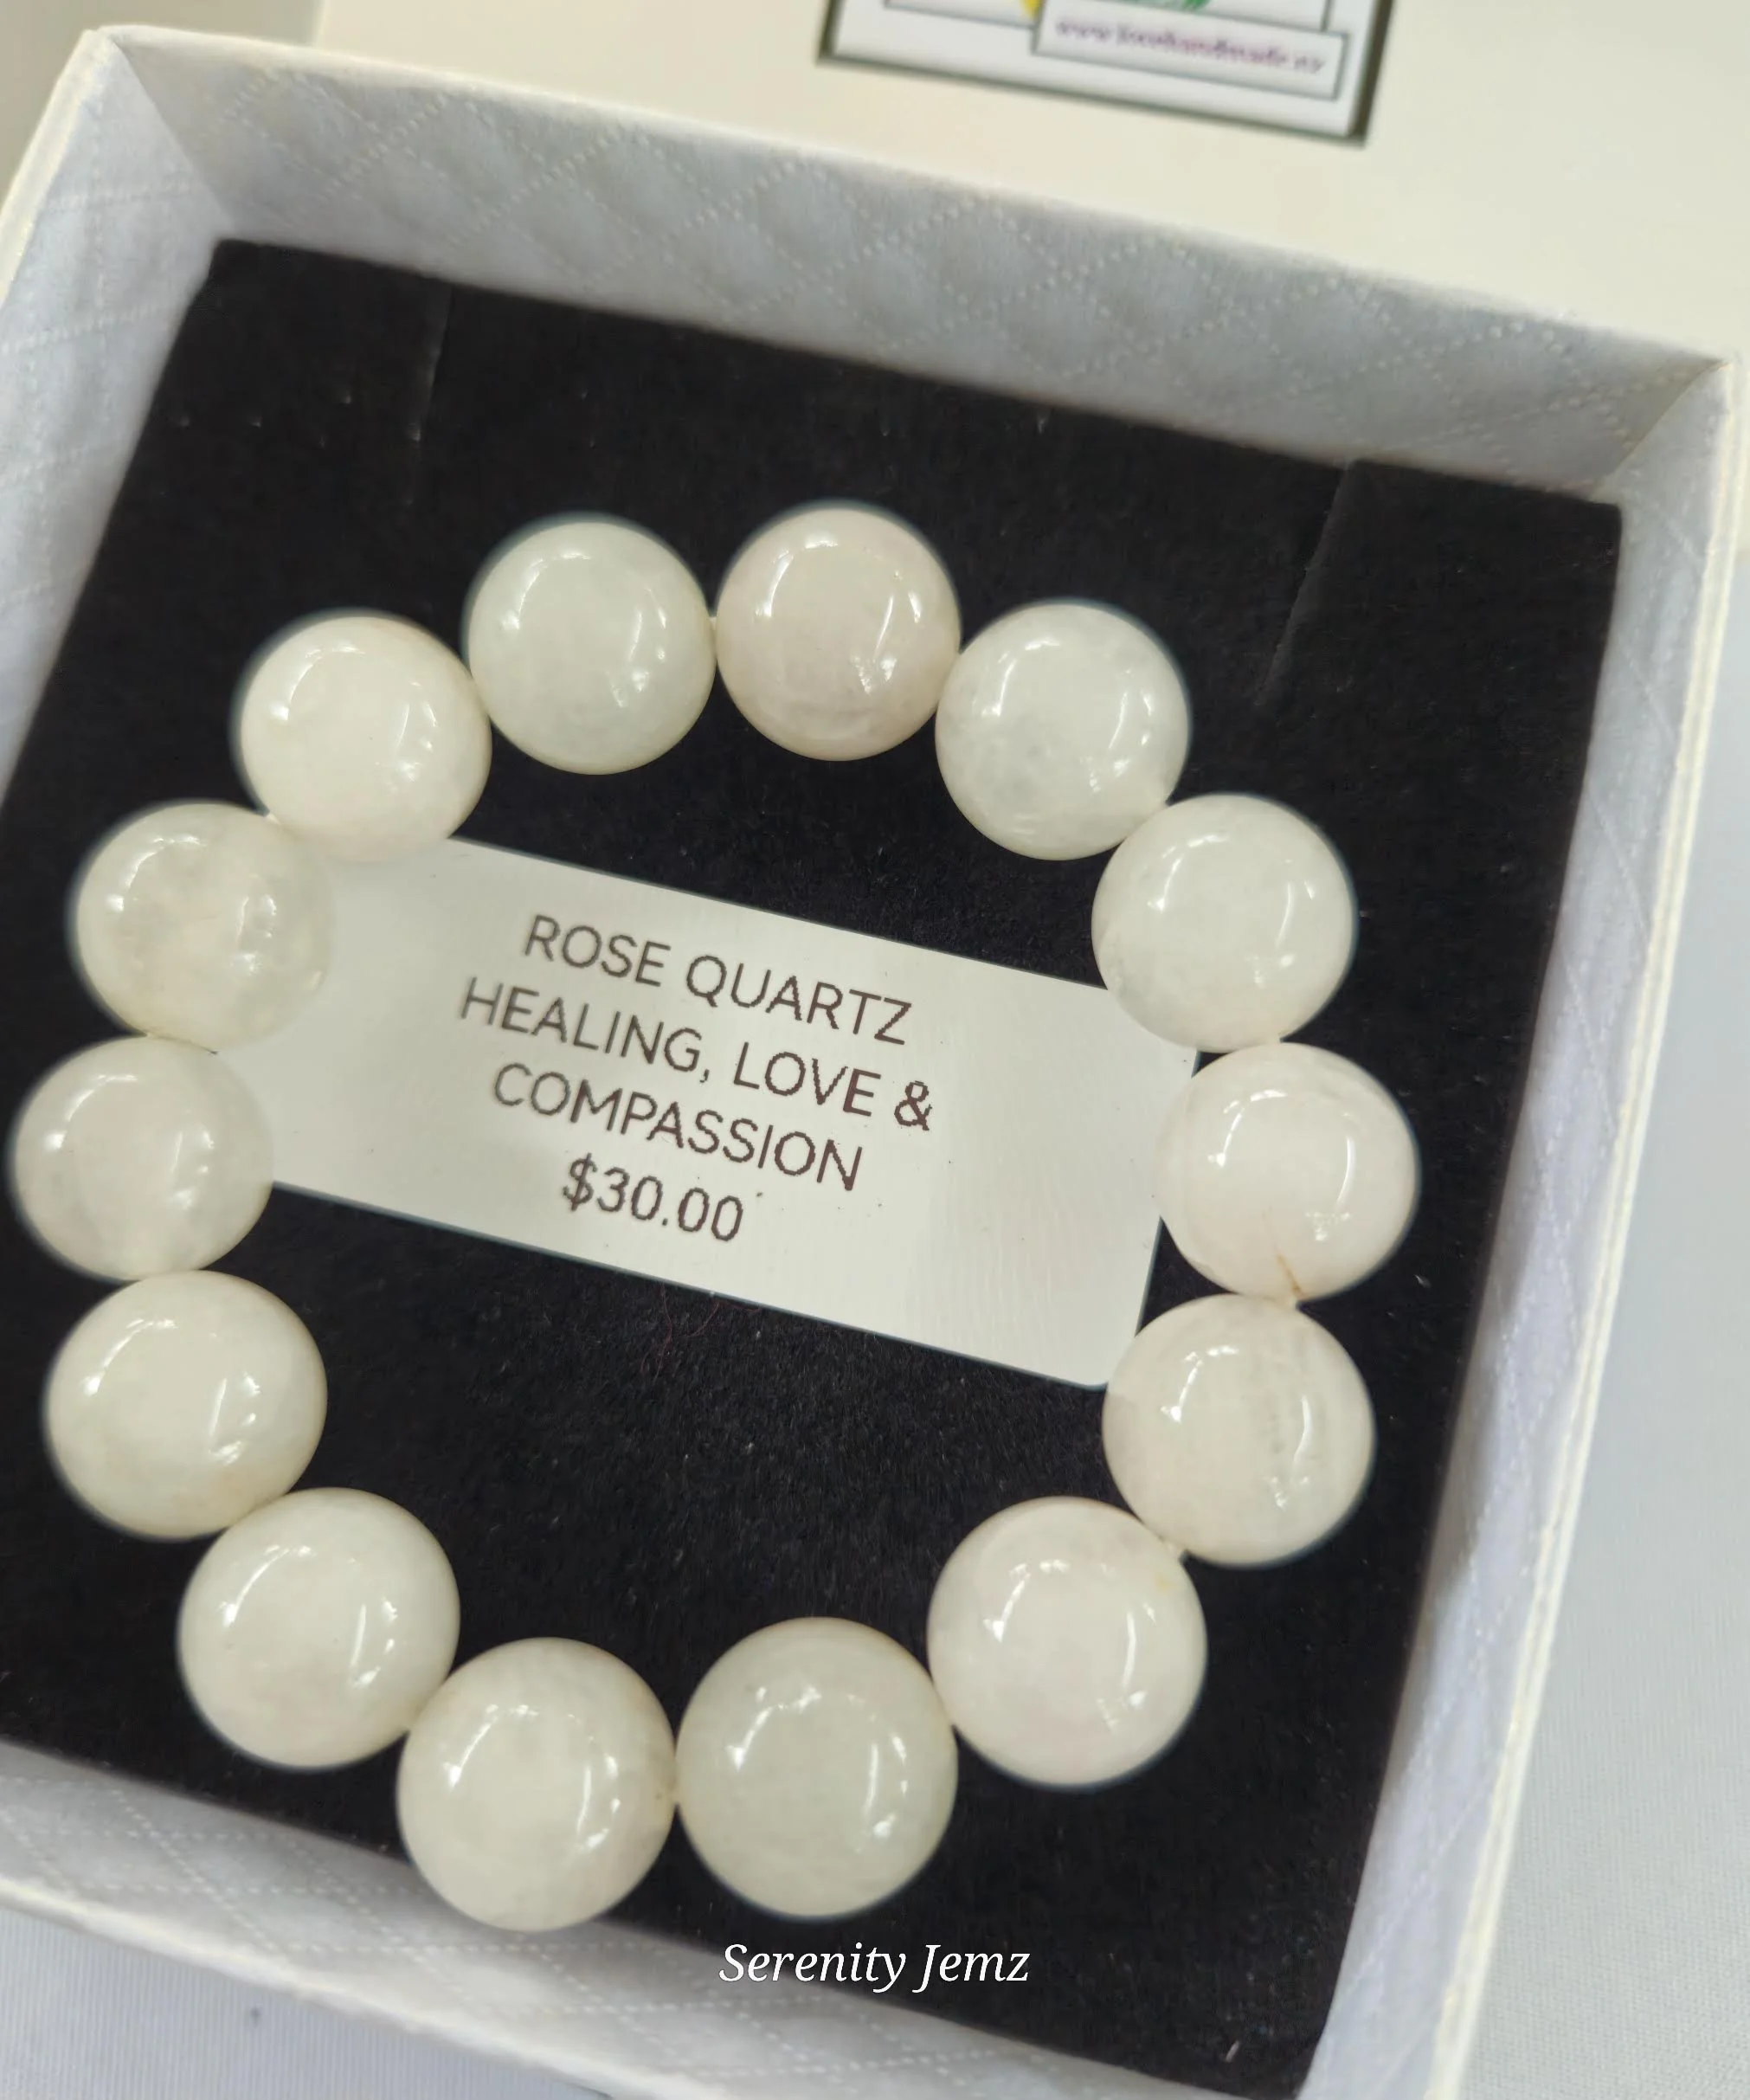 ROSE QUARTZ
HEALING, LOVE &
COMPASSION
$30.00
Serenity Jemz